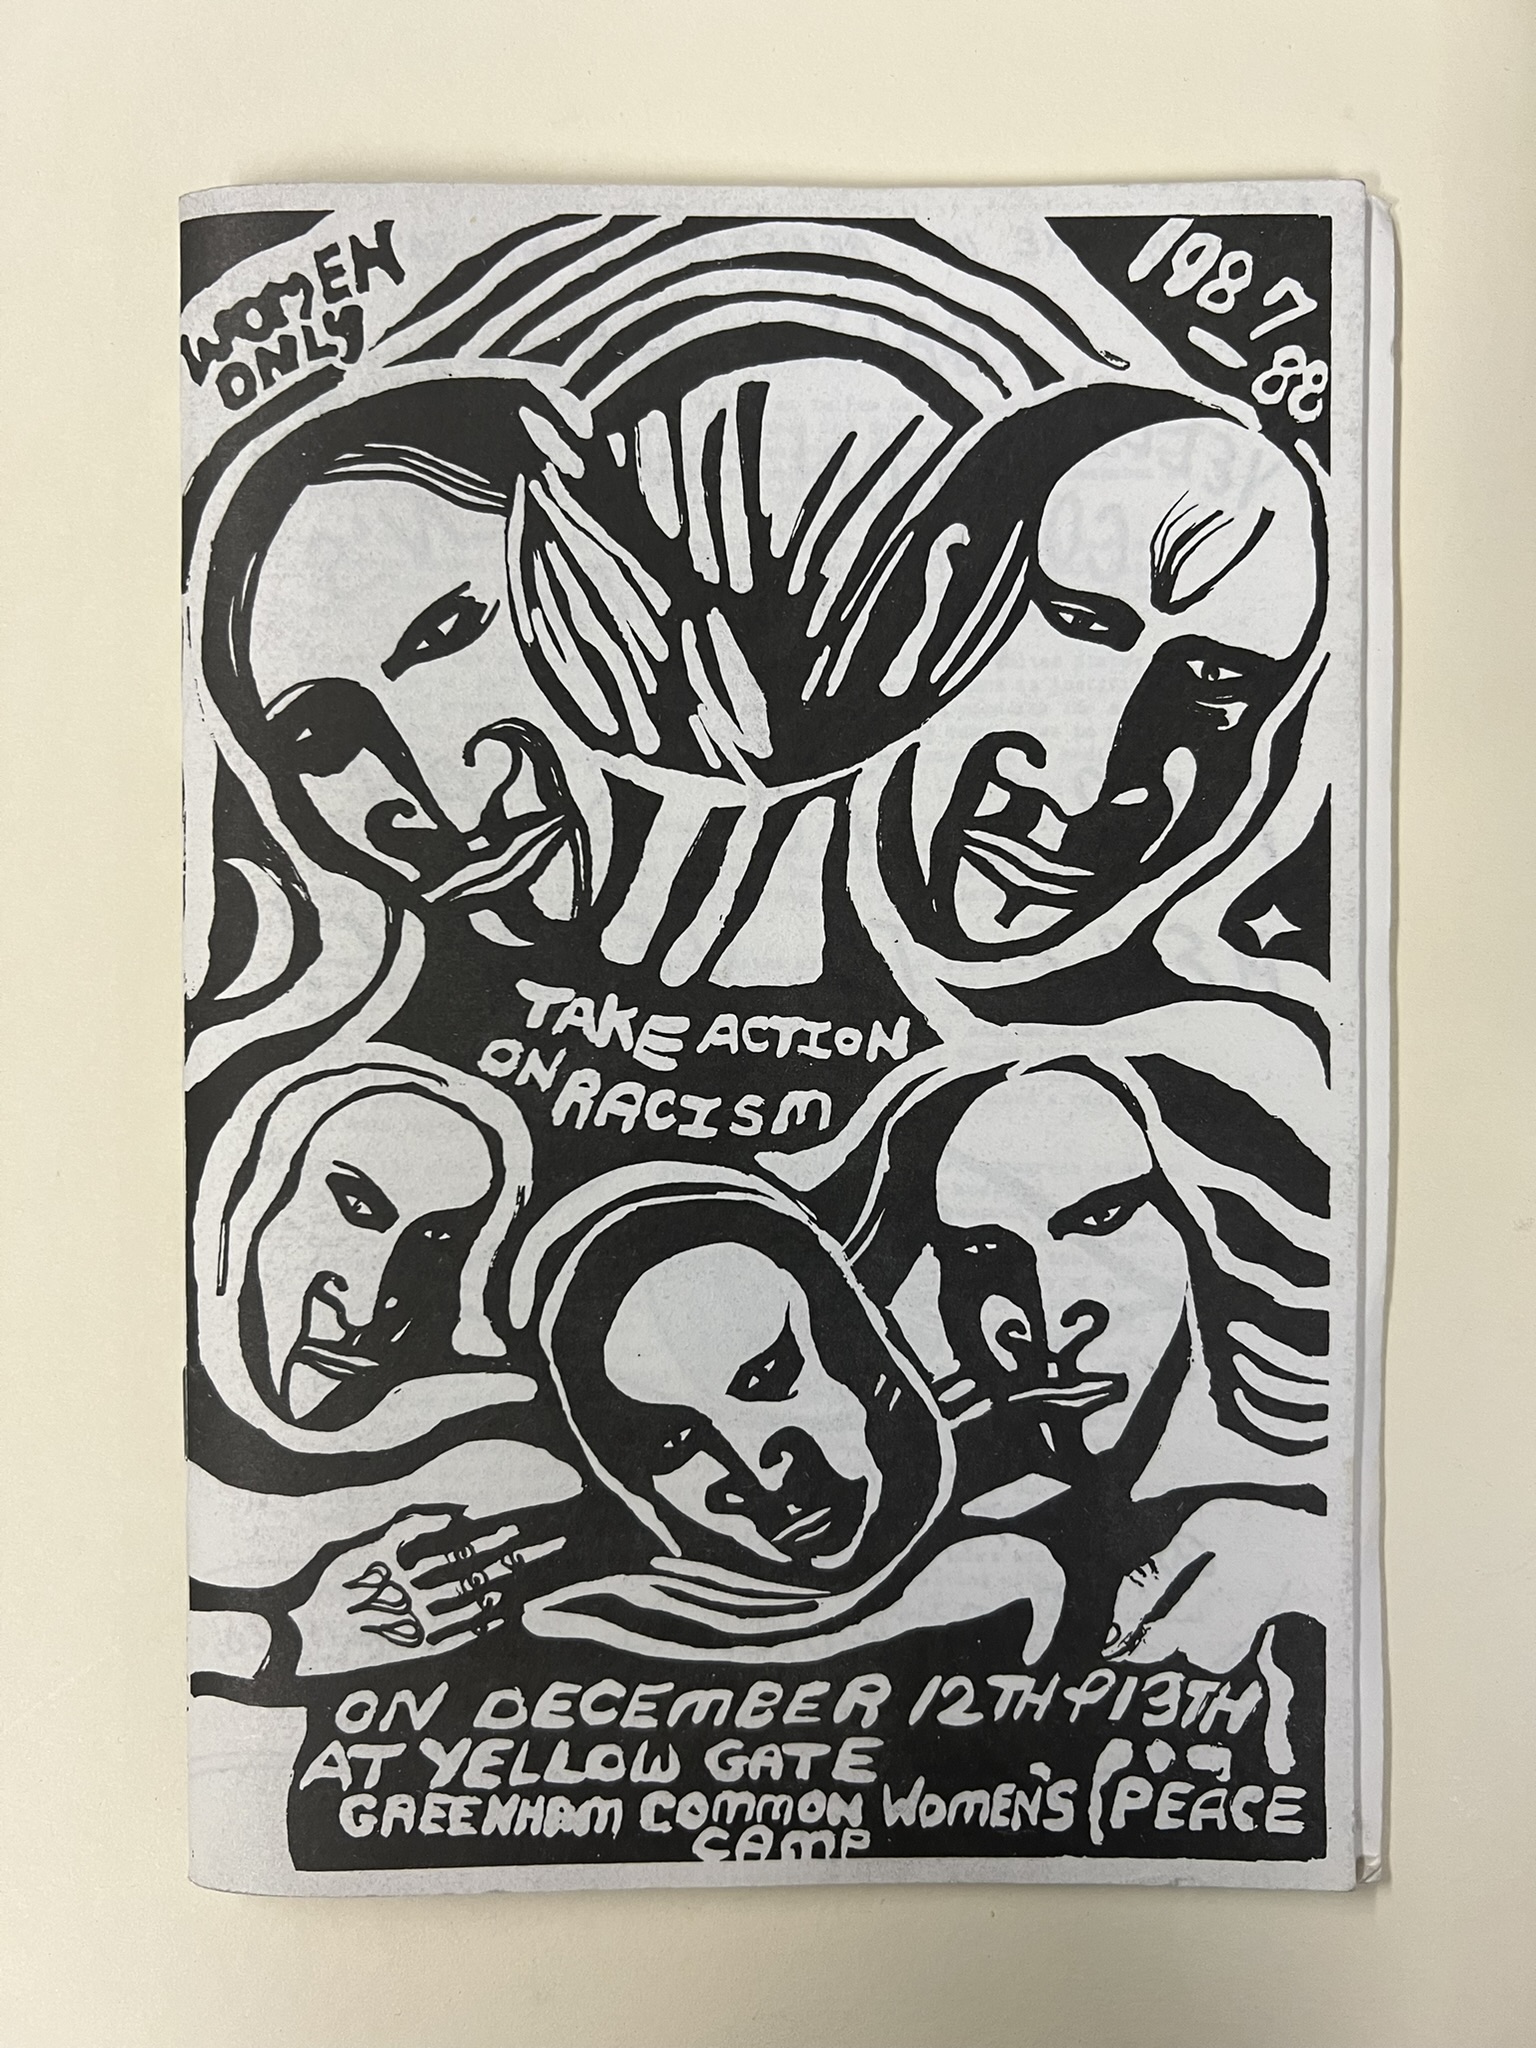 WOMEN
ONLY
1987
- 88
TAKE ACTION
ON RACISM
ON DECEMBER 12TH & 13TH
AT YELLOW GATE
GREENHAM COMMON WOMEN'S PEACE
CAMP